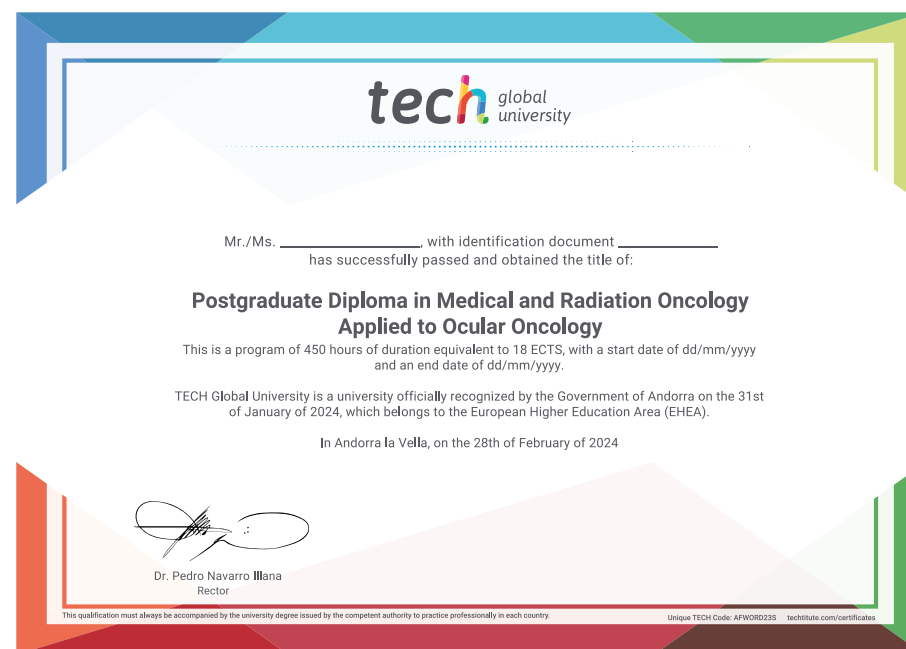 tech global university
Mr./Ms. ____________________, with identification document ______________
has successfully passed and obtained the title of:
Postgraduate Diploma in Medical and Radiation Oncology
Applied to Ocular Oncology
This is a program of 450 hours of duration equivalent to 18 ECTS, with a start date of dd/mm/yyyy
and an end date of dd/mm/yyyy.
TECH Global University is a university officially recognized by the Government of Andorra on the 31st
of January of 2024, which belongs to the European Higher Education Area (EHEA).
In Andorra la Vella, on the 28th of February of 2024
Dr. Pedro Navarro Illana
Rector
This qualification must always be accompanied by the university degree issued by the competent authority to practice professionally in each country.
Unique TECH Code: AFWORD23S techtitute.com/certificates